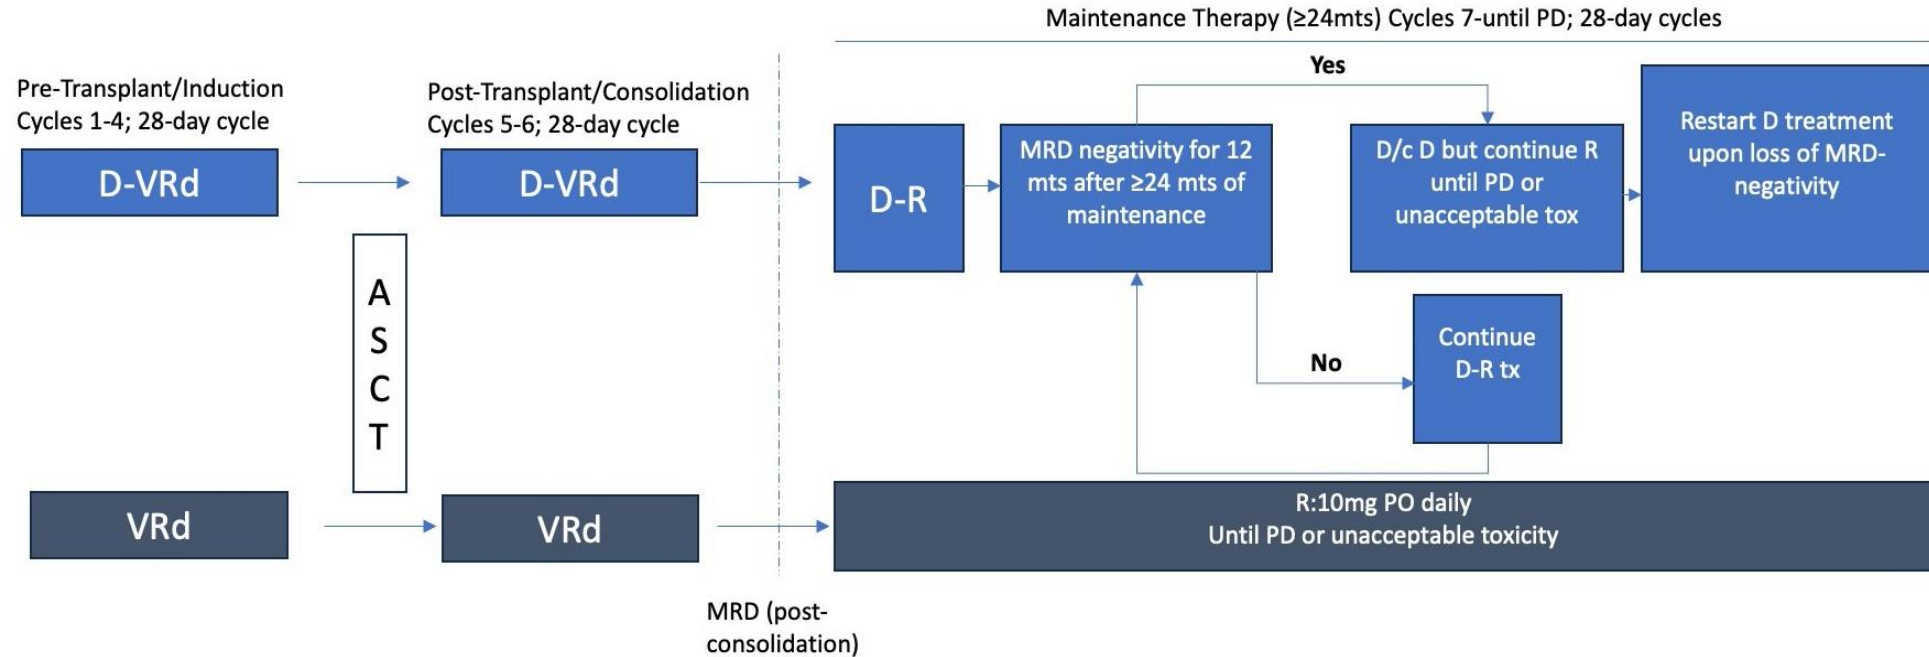 Maintenance Therapy (≥24mts) Cycles 7-until PD; 28-day cycles
Pre-Transplant/Induction
Cycles 1-4; 28-day cycle
D-VRd
Post-Transplant/Consolidation
Cycles 5-6; 28-day cycle
D-VRd
D-R
MRD negativity for 12
mts after ≥24 mts of
maintenance
Yes
D/c D but continue R
until PD or
unacceptable tox
Restart D treatment
upon loss of MRD-
negativity
No
Continue
D-R tx
A
S
C
T
VRd
VRd
R:10mg PO daily
Until PD or unacceptable toxicity
MRD (post-
consolidation)